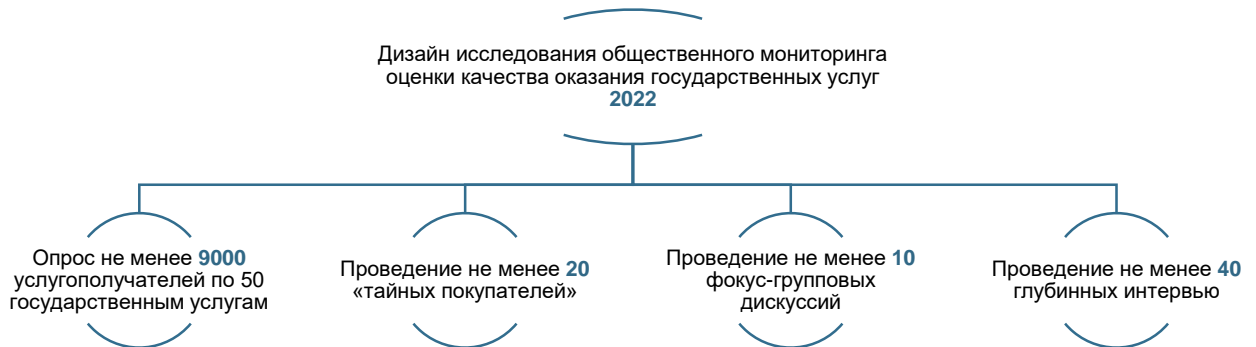 Дизайн исследования общественного мониторинга
оценки качества оказания государственных услуг
2022
Опрос не менее 9000
услугополучателей по 50
государственным услугам
Проведение не менее 20
«тайных покупателей»
Проведение не менее 10
фокус-групповых
дискуссий
Проведение не менее 40
глубинных интервью